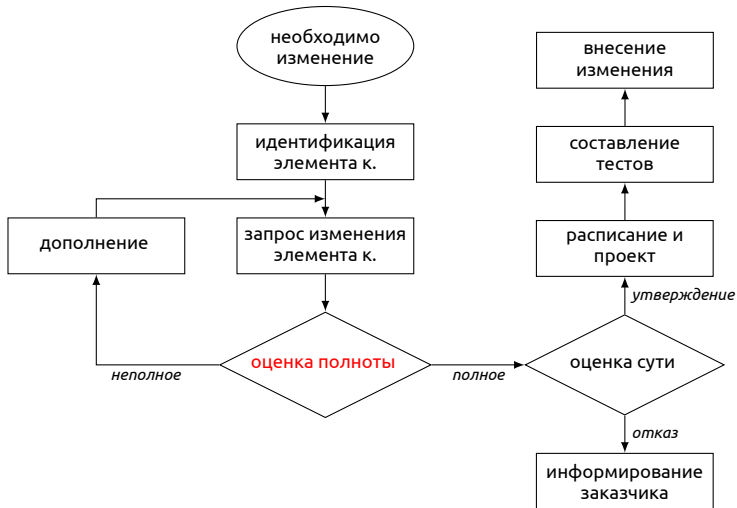 необходимо
изменение
идентификация
элемента к.
запрос изменения
элемента к.
дополнение
оценка полноты
неполное
полное
оценка сути
утверждение
расписание и
проект
составление
тестов
внесение
изменения
отказ
информирование
заказчика